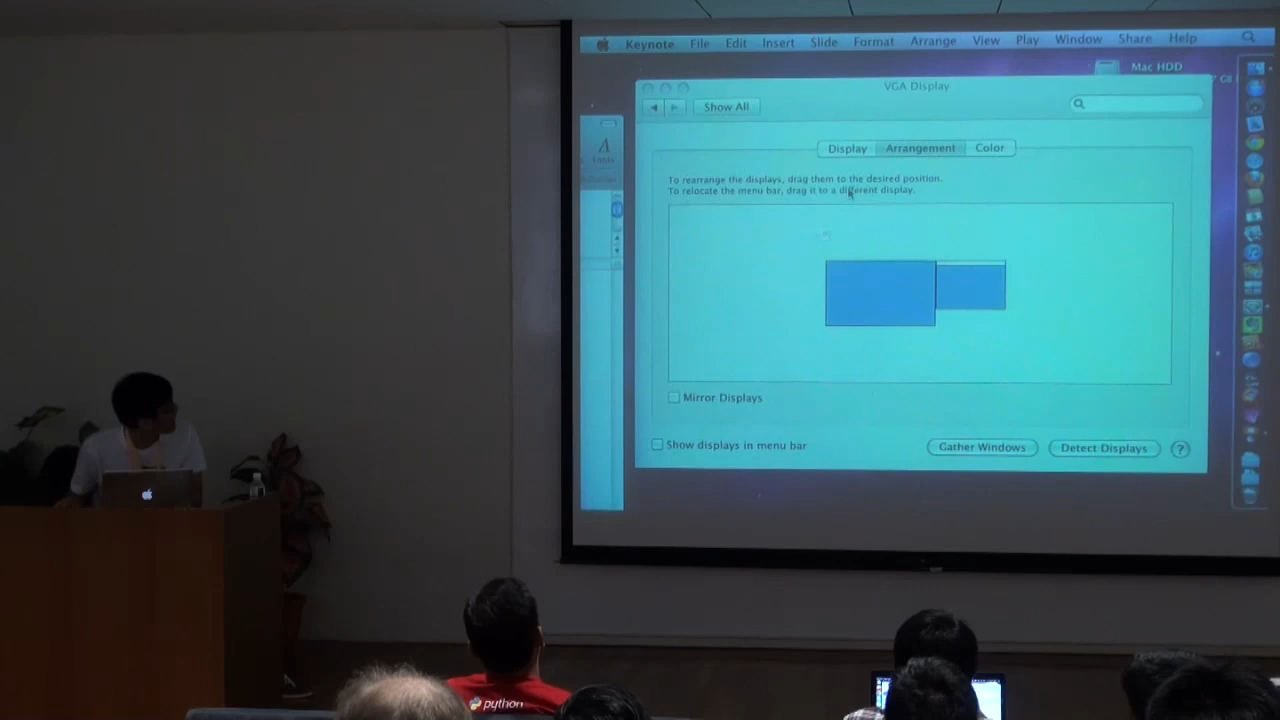 Keynote File Edit Insert Slide Format Arrange View Play Window Share Help
Mac HDD
VGA Display
Show All
Display Arrangement Color
To rearrange the displays, drag them to the desired position.
To relocate the menu bar, drag it to a different display.
Mirror Displays
Show displays in menu bar
Gather Windows Detect Displays ?
python